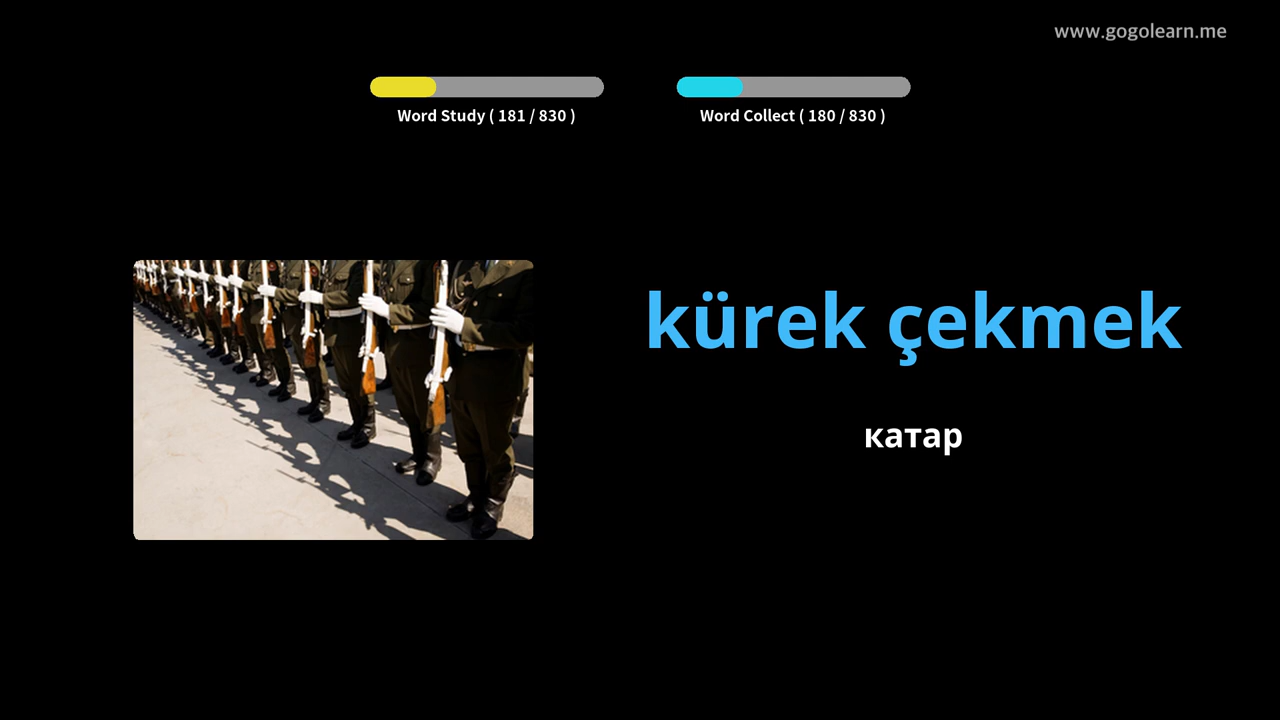 www.gogolearn.me
Word Study ( 181 / 830 )
Word Collect ( 180 / 830 )
kürek çekmek
катар